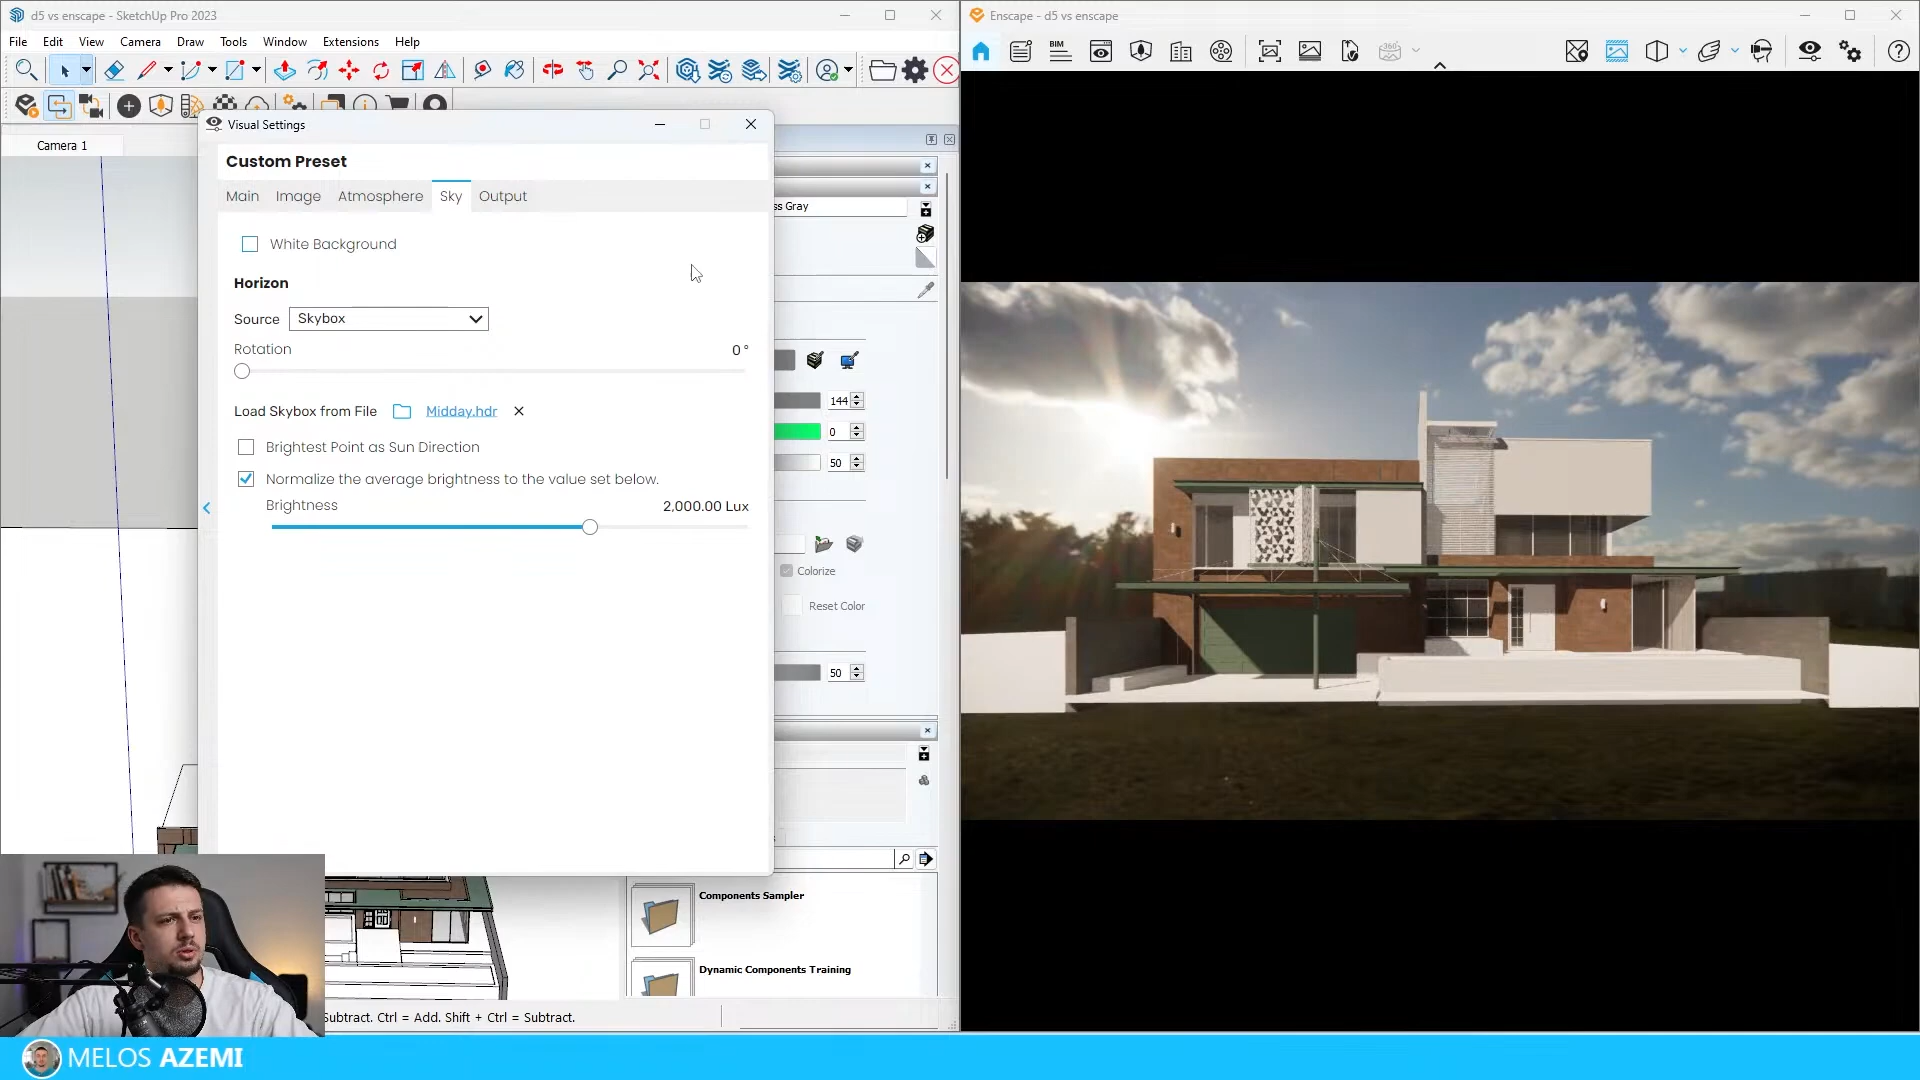 d5 vs enscape - SketchUp Pro 2023
File Edit View Camera Draw Tools Window Extensions Help
Camera 1
Visual Settings
Custom Preset
Main Image Atmosphere Sky Output
White Background
Horizon
Source Skybox
Rotation 0 °
Load Skybox from File Midday.hdr
Brightest Point as Sun Direction
Normalize the average brightness to the value set below.
Brightness 2,000.00 Lux
Gray
144
0
50
Colorize
Reset Color
50
Components Sampler
Dynamic Components Training
Subtract. Ctrl = Add. Shift + Ctrl = Subtract.
Enscape - d5 vs enscape
BIM
360°
MELOS AZEMI